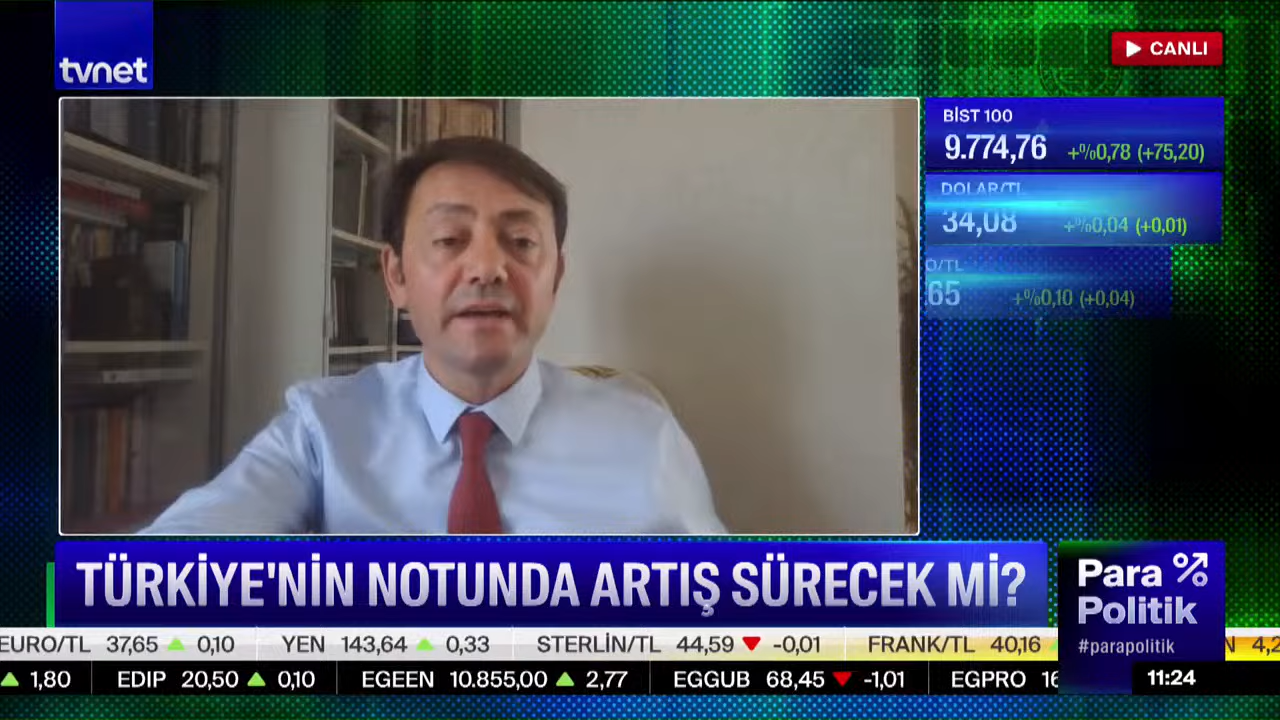 tvnet
CANLI
BİST 100
9.774,76 +%0,78 (+75,20)
DOLAR/TL
34,08 +%0,04 (+0,01)
O/TL
65 +%0,10 (+0,04)
TÜRKİYE'NİN NOTUNDA ARTIŞ SÜRECEK Mİ?
Para %
Politik
#parapolitik
EURO/TL 37,65 0,10 YEN 143,64 0,33 STERLİN/TL 44,59 -0,01 FRANK/TL 40,16 N 4,2
1,80 EDIP 20,50 0,10 EGEEN 10.855,00 2,77 EGGUB 68,45 -1,01 EGPRO 16
11:24